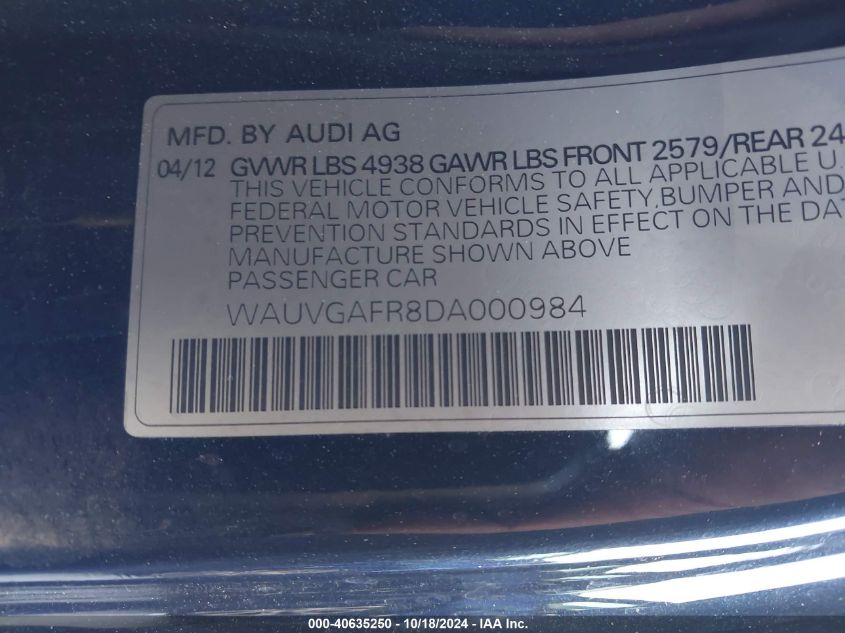 MFD. BY AUDI AG
04/12 GVWR LBS 4938 GAWR LBS FRONT 2579/REAR 24
THIS VEHICLE CONFORMS TO ALL APPLICABLE U.
FEDERAL MOTOR VEHICLE SAFETY,BUMPER AND
PREVENTION STANDARDS IN EFFECT ON THE DAT
MANUFACTURE SHOWN ABOVE
PASSENGER CAR
WAUVGAFR8DA000984
000-40635250 - 10/18/2024 - IAA Inc.